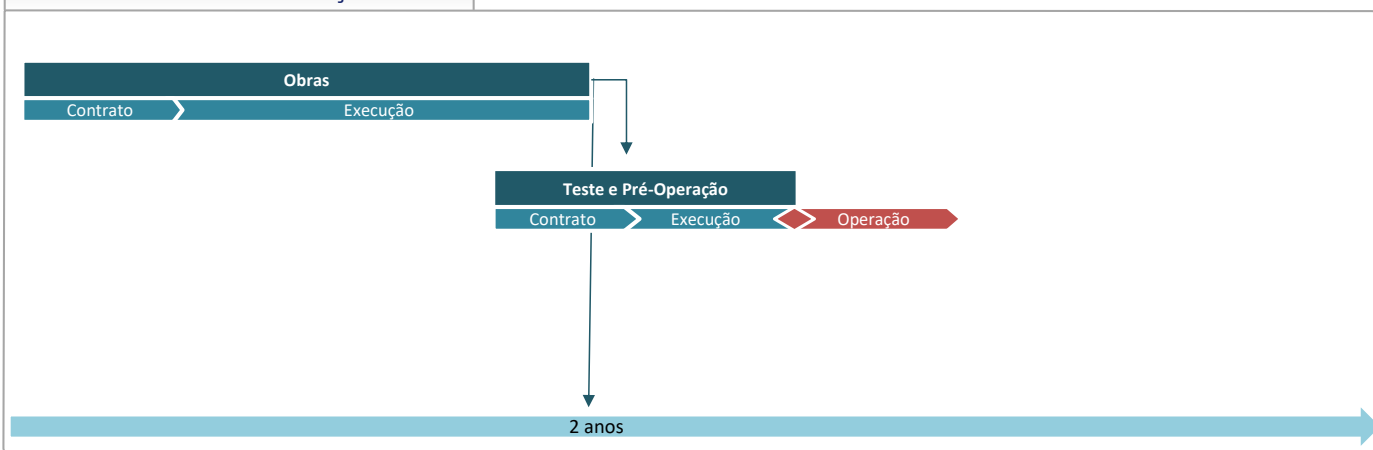 Obras
Contrato Execução
Teste e Pré-Operação
Contrato Execução Operação
2 anos